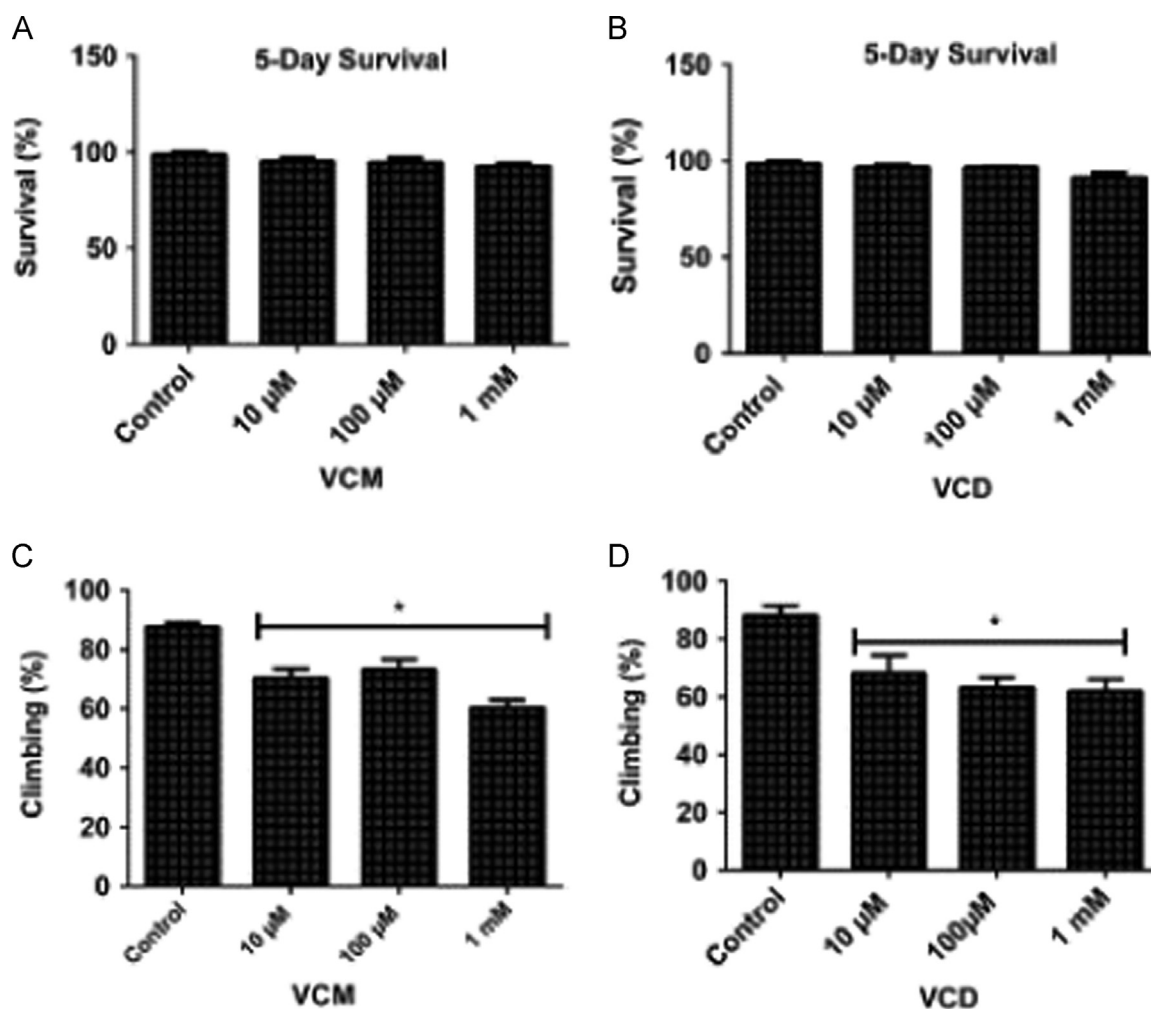 A
5-Day Survival
Survival (%)
150
100
50
0
Control
10 µM
100 µM
1 mM
VCM
B
5-Day Survival
Survival (%)
150
100
50
0
Control
10 µM
100 µM
1 mM
VCD
C
Climbing (%)
100
80
60
40
20
0
*
Control
10 µM
100 µM
1 mM
VCM
D
Climbing (%)
100
80
60
40
20
0
*
Control
10 µM
100µM
1 mM
VCD